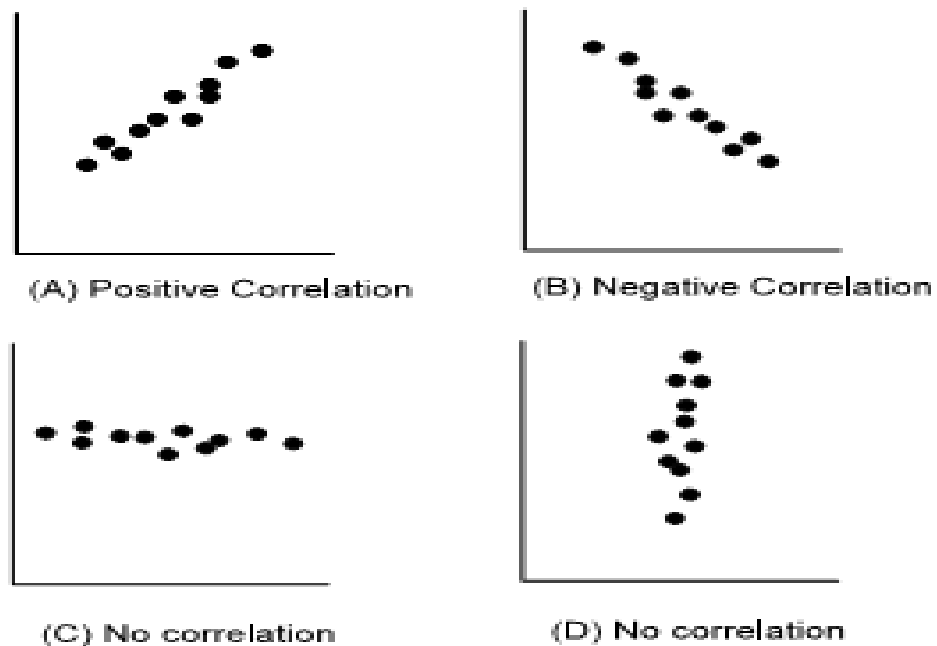 (A) Positive Correlation
(B) Negative Correlation
(C) No correlation
(D) No correlation